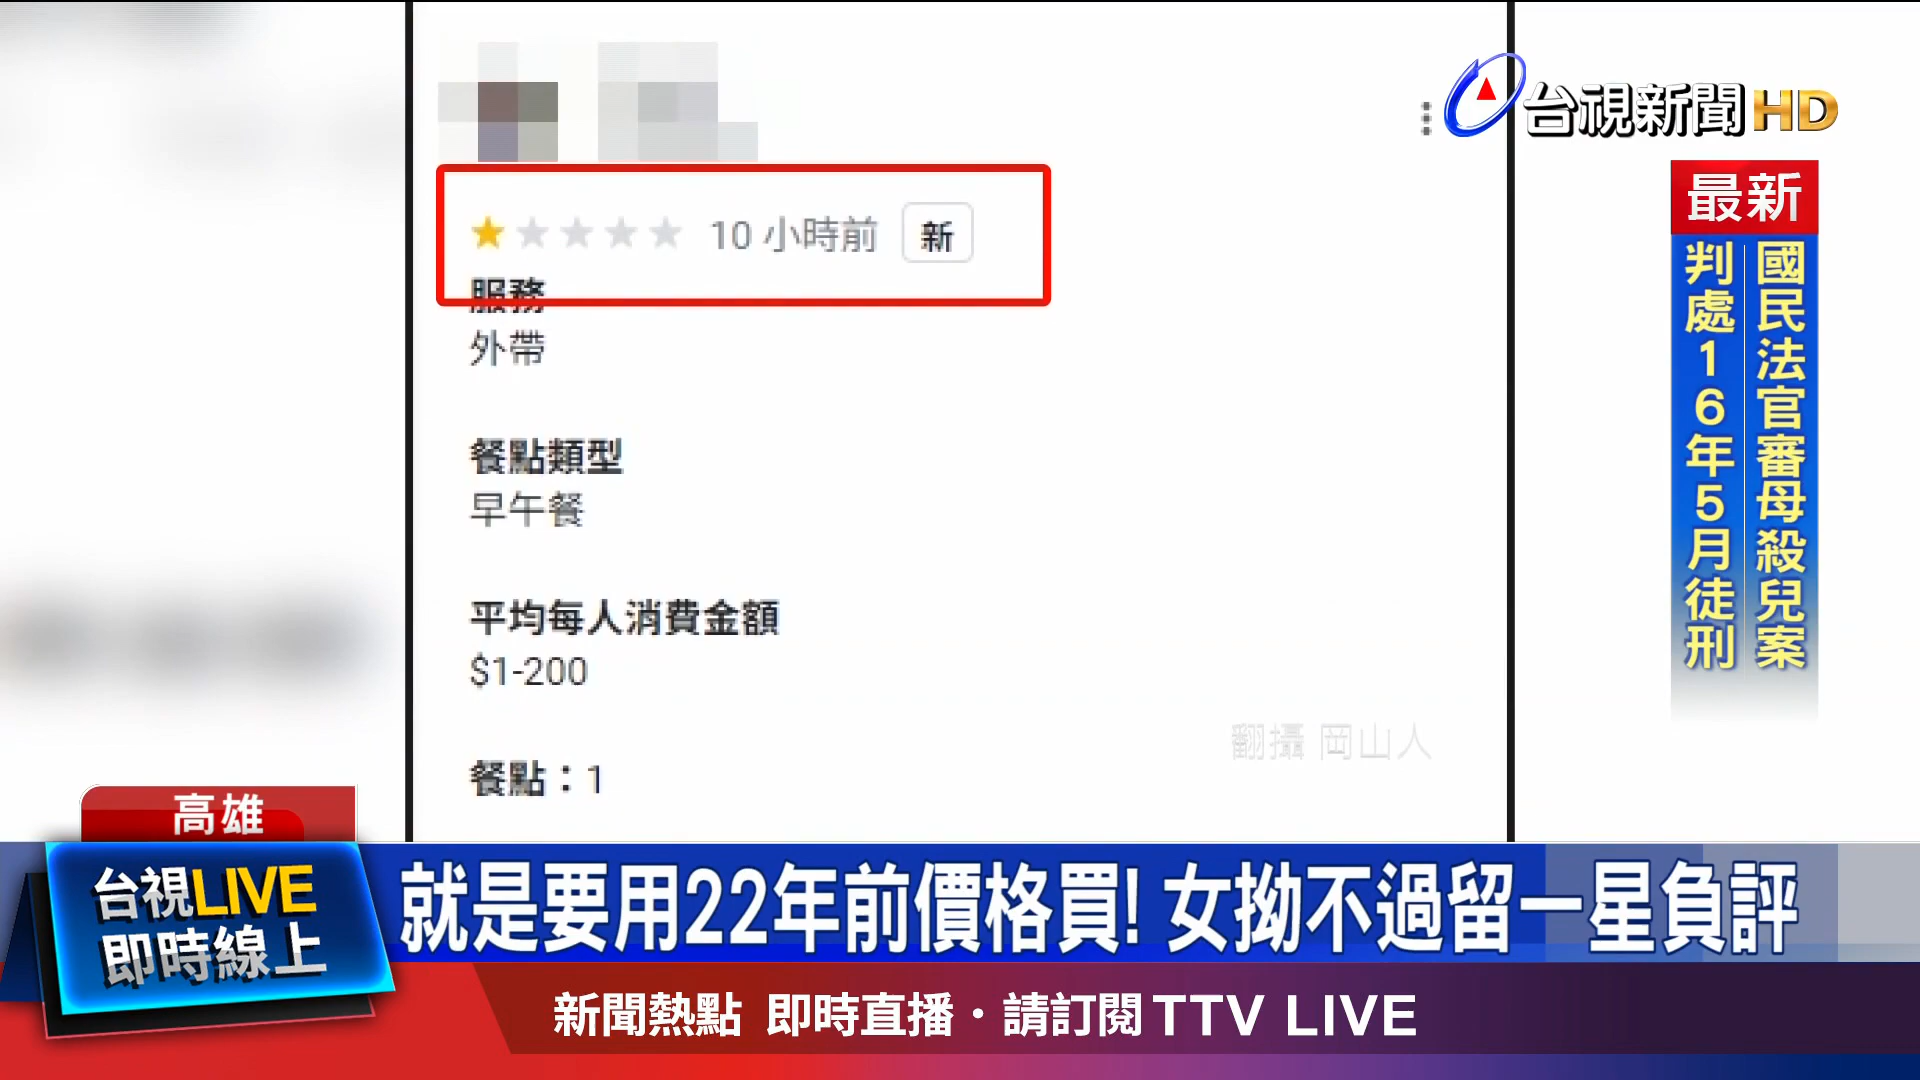 台視新聞HD
10 小時前 新
服務
外帶
餐點類型
早午餐
平均每人消費金額
$1-200
餐點：1
翻攝 岡山人
最新
國民法官審母殺兒案
判處16年5月徒刑
高雄
台視LIVE
即時線上
就是要用22年前價格買! 女拗不過留一星負評
新聞熱點 即時直播・請訂閱TTV LIVE